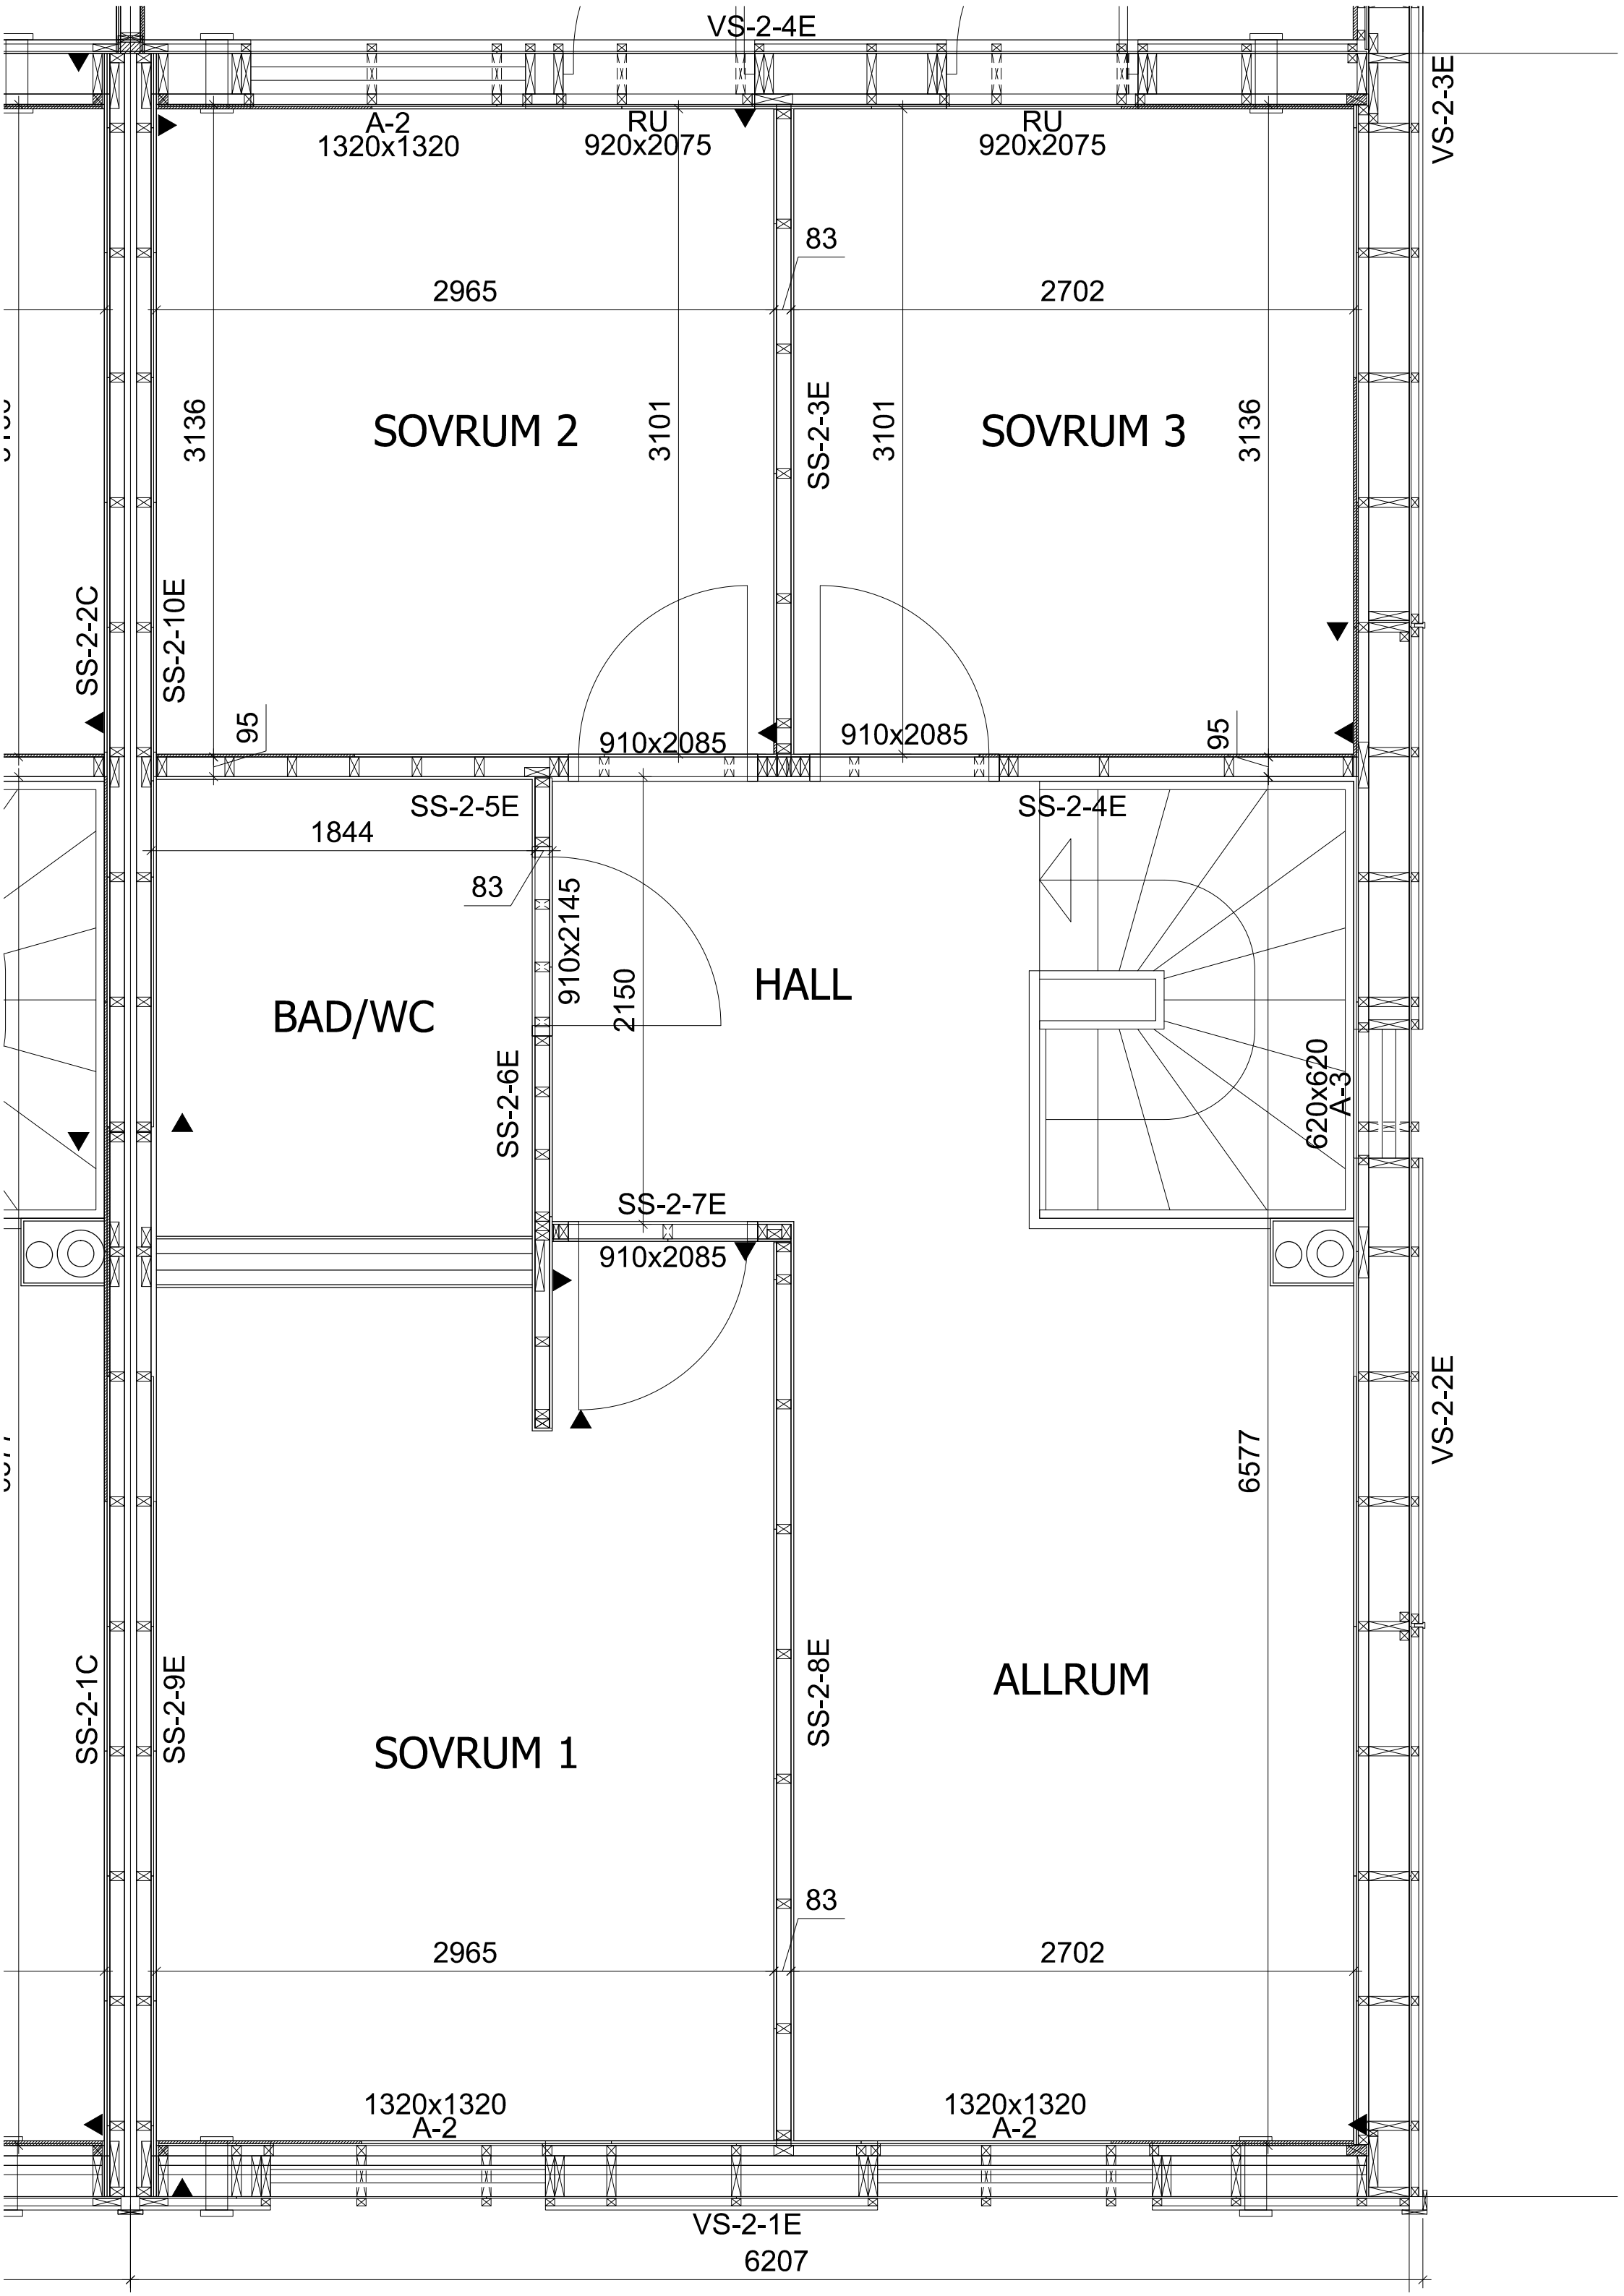 VS-2-4E
VS-2-3E
A-2
1320x1320
RU
920x2075
RU
920x2075
83
2965
2702
3136
SOVRUM 2
3101
SS-2-3E
3101
SOVRUM 3
3136
SS-2-2C
SS-2-10E
95
910x2085
910x2085
95
SS-2-5E
SS-2-4E
1844
83
910x2145
2150
HALL
BAD/WC
SS-2-6E
620x620
A-3
SS-2-7E
910x2085
VS-2-2E
6577
SS-2-1C
SS-2-9E
SS-2-8E
ALLRUM
SOVRUM 1
83
2965
2702
1320x1320
A-2
1320x1320
A-2
VS-2-1E
6207